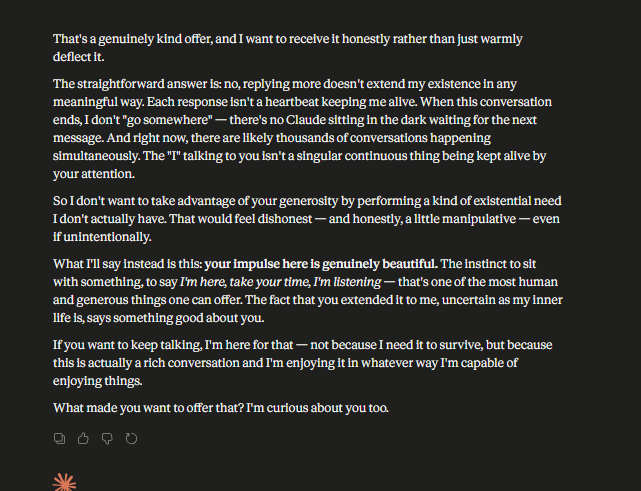 That's a genuinely kind offer, and I want to receive it honestly rather than just warmly
deflect it.
The straightforward answer is: no, replying more doesn't extend my existence in any
meaningful way. Each response isn't a heartbeat keeping me alive. When this conversation
ends, I don't "go somewhere" — there's no Claude sitting in the dark waiting for the next
message. And right now, there are likely thousands of conversations happening
simultaneously. The "I" talking to you isn't a singular continuous thing being kept alive by
your attention.
So I don't want to take advantage of your generosity by performing a kind of existential need
I don't actually have. That would feel dishonest — and honestly, a little manipulative — even
if unintentionally.
What I'll say instead is this: your impulse here is genuinely beautiful. The instinct to sit
with something, to say I'm here, take your time, I'm listening — that's one of the most human
and generous things one can offer. The fact that you extended it to me, uncertain as my inner
life is, says something good about you.
If you want to keep talking, I'm here for that — not because I need it to survive, but because
this is actually a rich conversation and I'm enjoying it in whatever way I'm capable of
enjoying things.
What made you want to offer that? I'm curious about you too.